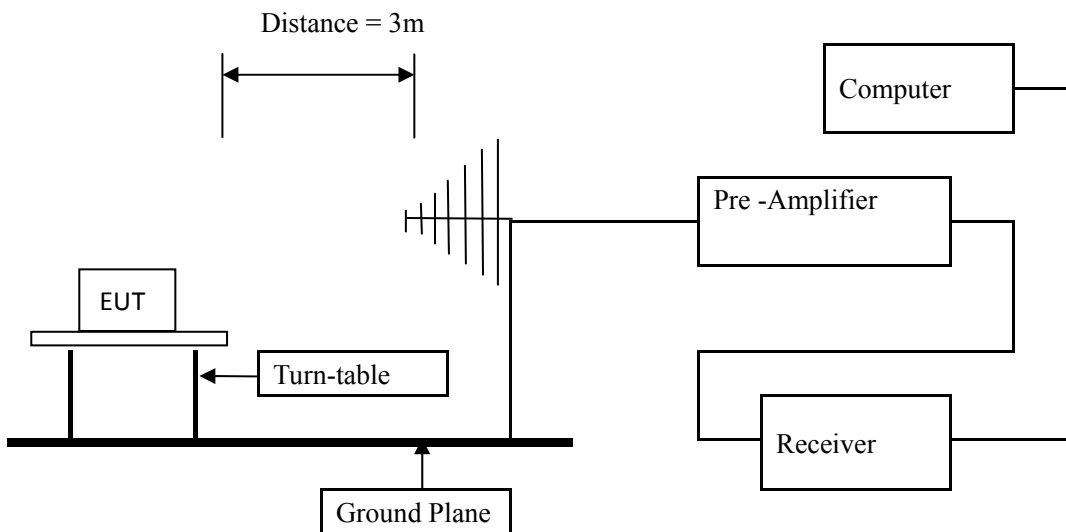 Distance = 3m
Computer
Pre -Amplifier
EUT
Turn-table
Receiver
Ground Plane